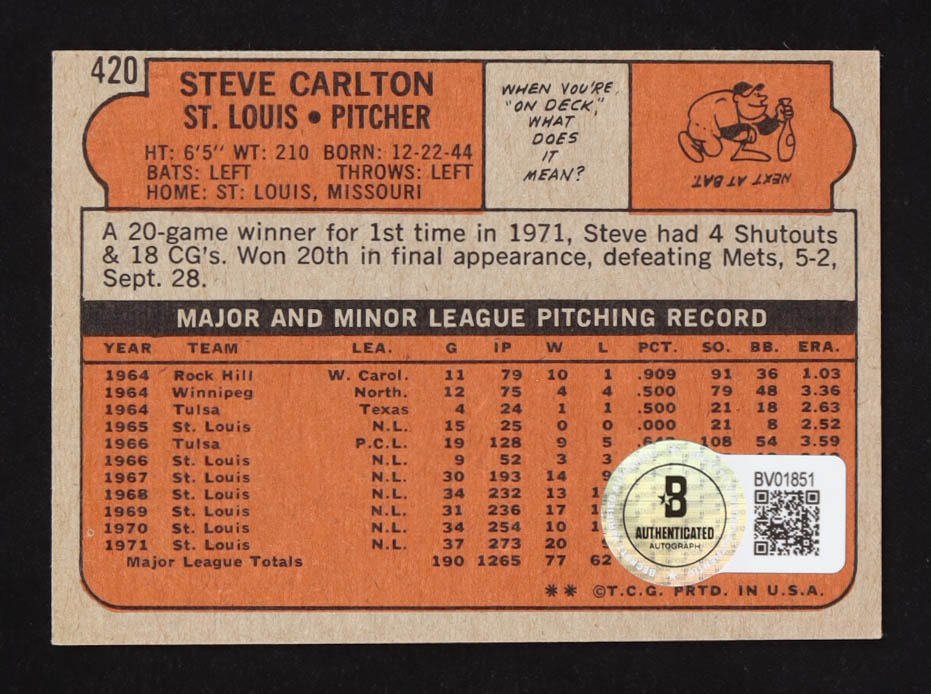 420
STEVE CARLTON
ST. LOUIS • PITCHER
HT: 6'5" WT: 210 BORN: 12-22-44
BATS: LEFT THROWS: LEFT
HOME: ST: LOUIS, MISSOURI
WHEN YOU'RE
"ON DECK,"
WHAT
DOES
IT
MEAN?
NEXT AT BAT.
A 20-game winner for 1st time in 1971, Steve had 4 Shutouts
& 18 CG's. Won 20th in final appearance, defeating Mets, 5-2,
Sept. 28.
MAJOR AND MINOR LEAGUE PITCHING RECORD
YEAR TEAM LEA. G IP W L PCT. SO. BB. ERA.
1964 Rock Hill W. Carol. 11 79 10 1 .909 91 36 1.03
1964 Winnipeg North. 12 75 4 4 .500 79 48 3.36
1964 Tulsa Texas 4 24 1 1 .500 21 18 2.63
1965 St. Louis N.L. 15 25 0 0 .000 21 8 2.52
1966 Tulsa P.C.L. 19 128 9 5 108 54 3.59
1966 St. Louis N.L. 9 52 3 3
1967 St. Louis N.L. 30 193 14 9
1968 St. Louis N.L. 34 232 13
1969 St. Louis N.L. 31 236 17
1970 St. Louis N.L. 34 254 10
1971 St. Louis N.L. 37 273 20
Major League Totals 190 1265 77 62
** ©T.C.G. PRTD. IN U.S.A.
B
AUTHENTICATED
AUTOGRAPH
BV01851